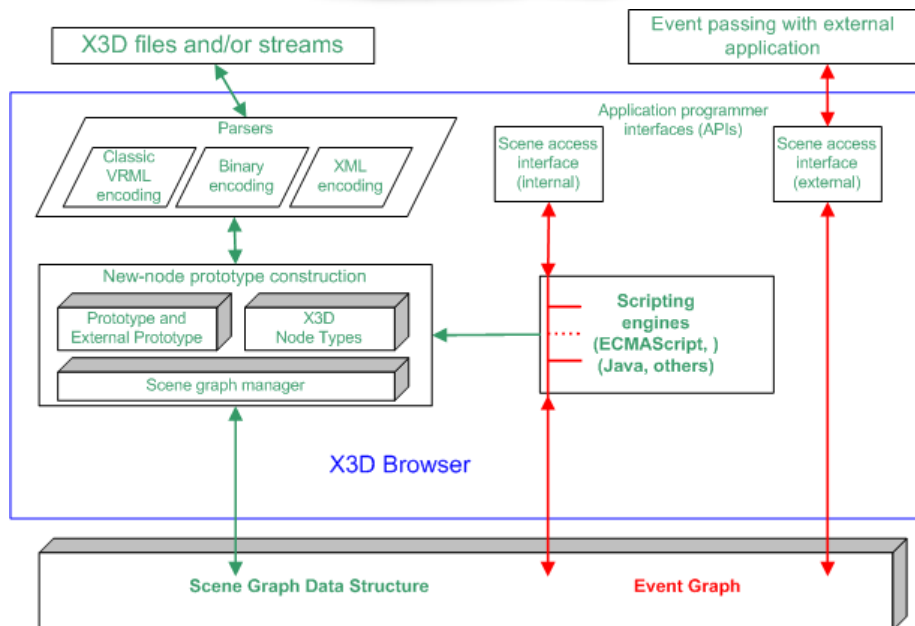 X3D files and/or streams
Event passing with external
application
Application programmer
interfaces (APIs)
Parsers
Classic
VRML
encoding
Binary
encoding
XML
encoding
Scene access
interface
(internal)
Scene access
interface
(external)
New-node prototype construction
Prototype and
External Prototype
X3D
Node Types
Scene graph manager
Scripting
engines
(ECMAScript, )
(Java, others)
X3D Browser
Scene Graph Data Structure
Event Graph